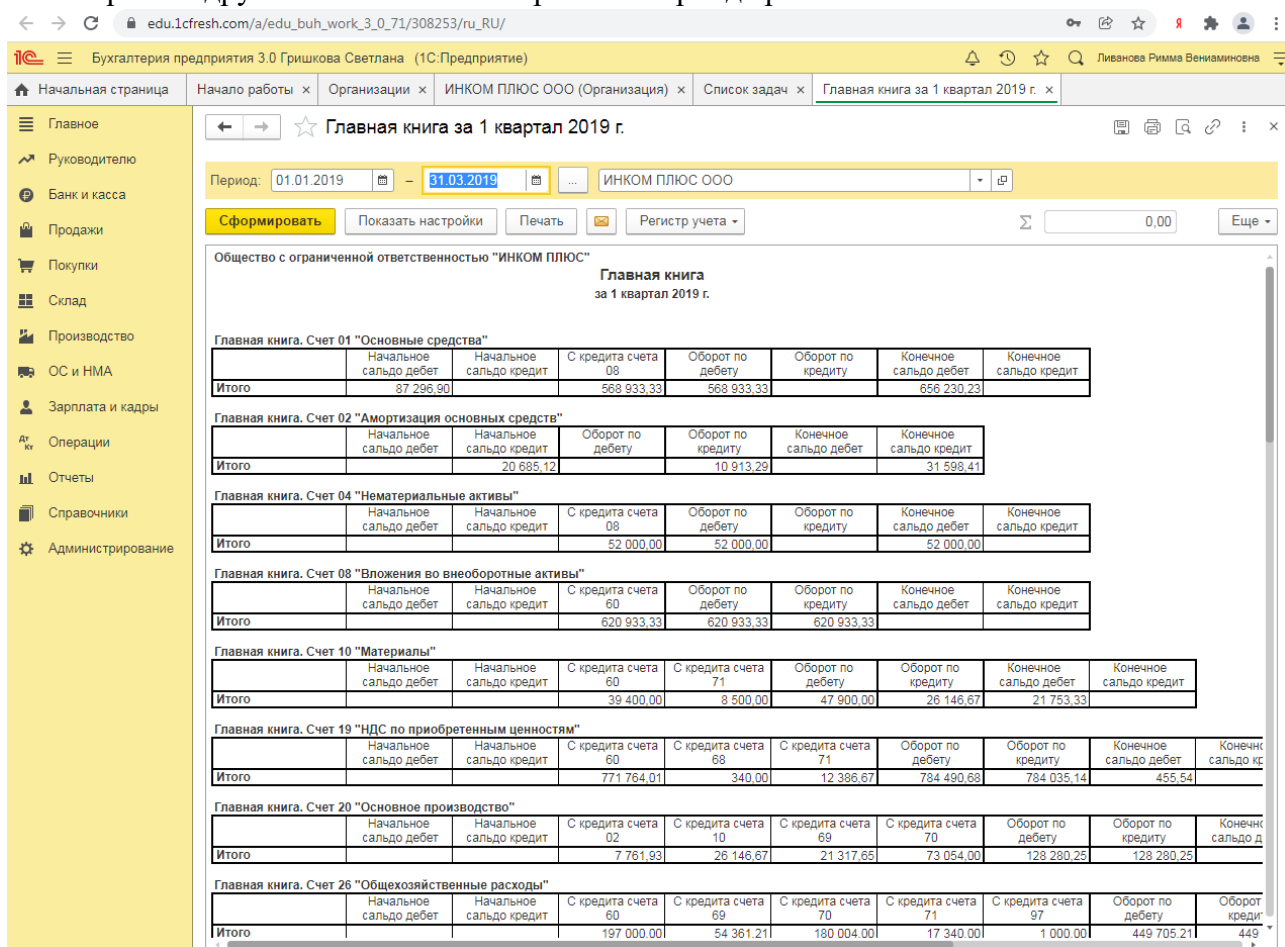 edu.1cfresh.com/a/edu_buh_work_3_0_71/308253/ru_RU/
Я
1С Бухгалтерия предприятия 3.0 Гришкова Светлана (1С:Предприятие) Ливанова Римма Вениаминовна
Начальная страница Начало работы × Организации × ИНКОМ ПЛЮС ООО (Организация) × Список задач × Главная книга за 1 квартал 2019 г. ×
Главное
Руководителю
Банк и касса
Продажи
Покупки
Склад
Производство
ОС и НМА
Зарплата и кадры
Дт Кт Операции
Отчеты
Справочники
Администрирование
Главная книга за 1 квартал 2019 г.
Период: 01.01.2019 – 31.03.2019 ... ИНКОМ ПЛЮС ООО
Сформировать Показать настройки Печать Регистр учета Σ 0,00 Еще
Общество с ограниченной ответственностью "ИНКОМ ПЛЮС"
Главная книга
за 1 квартал 2019 г.
Главная книга. Счет 01 "Основные средства"
Начальное сальдо дебет Начальное сальдо кредит С кредита счета 08 Оборот по дебету Оборот по кредиту Конечное сальдо дебет Конечное сальдо кредит
Итого 87 296,90 568 933,33 568 933,33 656 230,23
Главная книга. Счет 02 "Амортизация основных средств"
Начальное сальдо дебет Начальное сальдо кредит Оборот по дебету Оборот по кредиту Конечное сальдо дебет Конечное сальдо кредит
Итого 20 685,12 10 913,29 31 598,41
Главная книга. Счет 04 "Нематериальные активы"
Начальное сальдо дебет Начальное сальдо кредит С кредита счета 08 Оборот по дебету Оборот по кредиту Конечное сальдо дебет Конечное сальдо кредит
Итого 52 000,00 52 000,00 52 000,00
Главная книга. Счет 08 "Вложения во внеоборотные активы"
Начальное сальдо дебет Начальное сальдо кредит С кредита счета 60 Оборот по дебету Оборот по кредиту Конечное сальдо дебет Конечное сальдо кредит
Итого 620 933,33 620 933,33 620 933,33
Главная книга. Счет 10 "Материалы"
Начальное сальдо дебет Начальное сальдо кредит С кредита счета 60 С кредита счета 71 Оборот по дебету Оборот по кредиту Конечное сальдо дебет Конечное сальдо кредит
Итого 39 400,00 8 500,00 47 900,00 26 146,67 21 753,33
Главная книга. Счет 19 "НДС по приобретенным ценностям"
Начальное сальдо дебет Начальное сальдо кредит С кредита счета 60 С кредита счета 68 С кредита счета 71 Оборот по дебету Оборот по кредиту Конечное сальдо дебет Конечн сальдо кр
Итого 771 764,01 340,00 12 386,67 784 490,68 784 035,14 455,54
Главная книга. Счет 20 "Основное производство"
Начальное сальдо дебет Начальное сальдо кредит С кредита счета 02 С кредита счета 10 С кредита счета 69 С кредита счета 70 Оборот по дебету Оборот по кредиту Конечн сальдо д
Итого 7 761,93 26 146,67 21 317,65 73 054,00 128 280,25 128 280,25
Главная книга. Счет 26 "Общехозяйственные расходы"
Начальное сальдо дебет Начальное сальдо кредит С кредита счета 60 С кредита счета 69 С кредита счета 70 С кредита счета 71 С кредита счета 97 Оборот по дебету Оборот креди
Итого 197 000,00 54 361,21 180 004,00 17 340,00 1 000,00 449 705,21 449